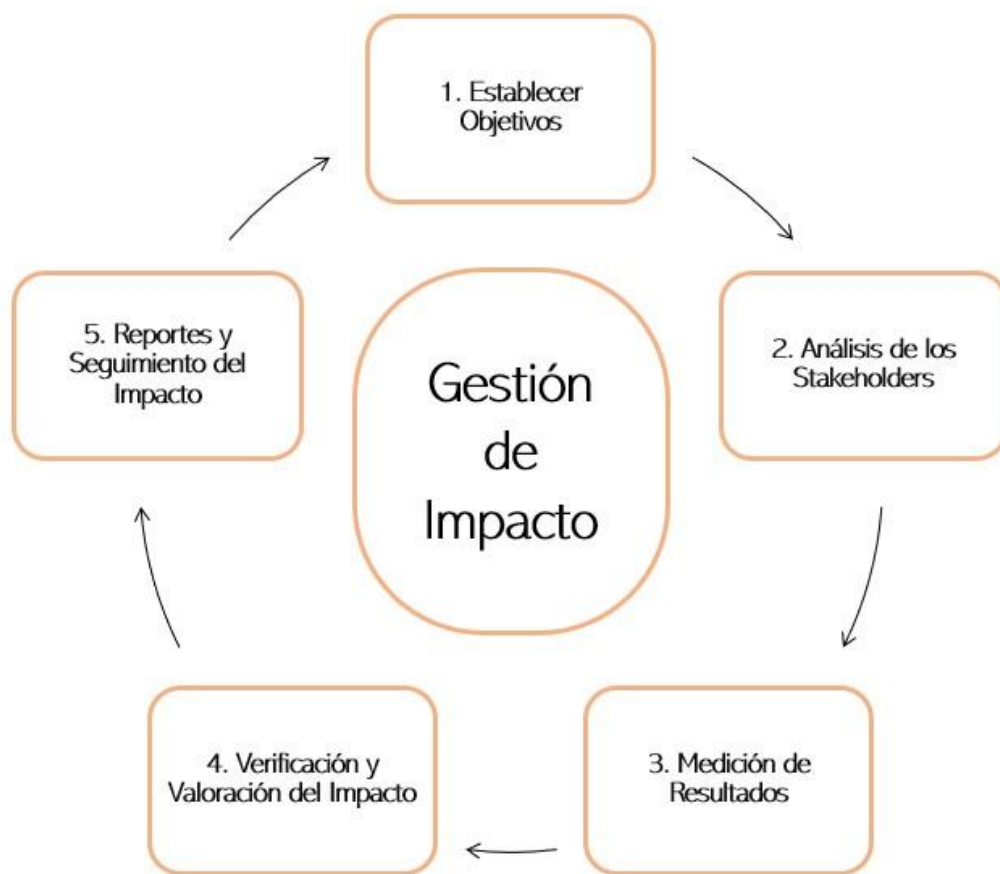 1. Establecer
Objetivos
2. Análisis de los
Stakeholders
3. Medición de
Resultados
4. Verificación y
Valoración del Impacto
5. Reportes y
Seguimiento del
Impacto
Gestión
de
Impacto